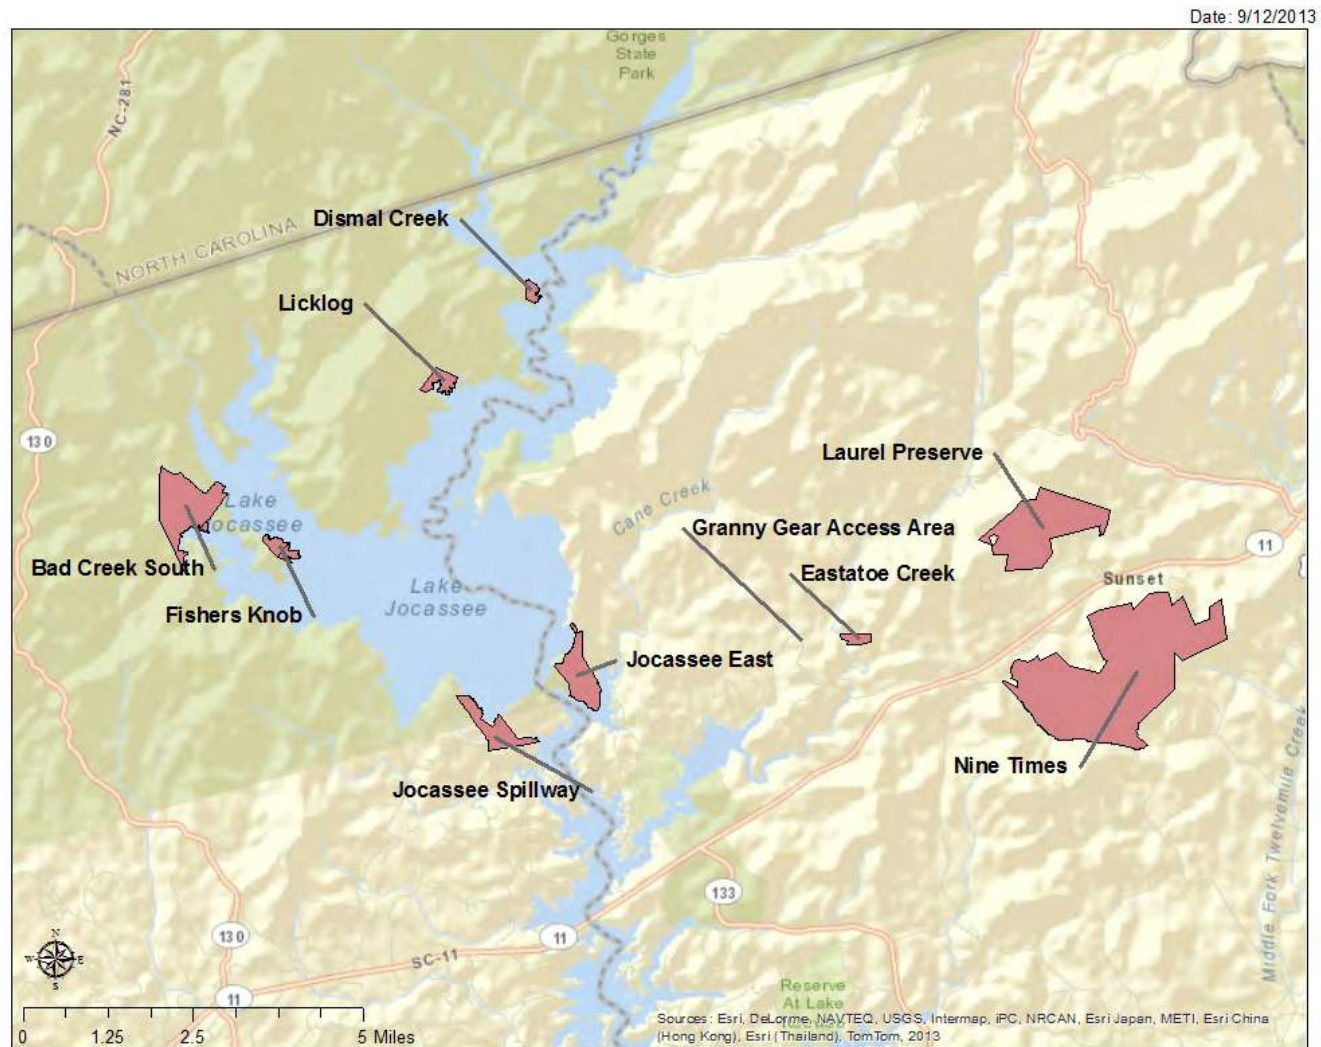 Date: 9/12/2013
Gorges
State
Park
NC-281
Dismal Creek
NORTH CAROLINA
Licklog
130
Laurel Preserve
Lake
Jocassee
Cane Creek
Granny Gear Access Area
11
Bad Creek South
Eastatoe Creek
Sunset
Lake
Jocassee
Fishers Knob
Jocassee East
Nine Times
Jocassee Spillway
Middle Fork Twelvemile Creek
133
130
11
SC-11
N
W E
S
11
Reserve
At Lake
0 1.25 2.5 5 Miles
Sources: Esri, DeLorme, NAVTEQ, USGS, Intermap, iPC, NRCAN, Esri Japan, METI, Esri China
(Hong Kong), Esri (Thailand), TomTom, 2013